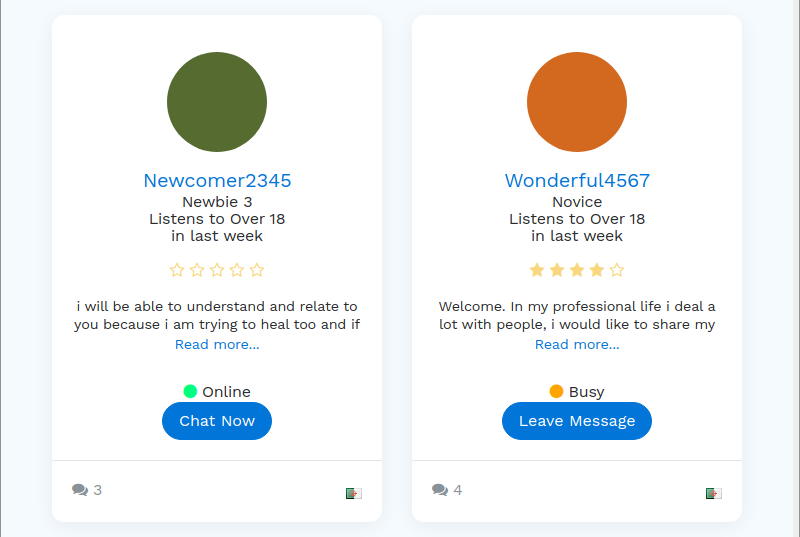 Newcomer2345
Newbie 3
Listens to Over 18
in last week
i will be able to understand and relate to
you because i am trying to heal too and if
Read more...
Online
Chat Now
3
Wonderful4567
Novice
Listens to Over 18
in last week
Welcome. In my professional life i deal a
lot with people, i would like to share my
Read more...
Busy
Leave Message
4